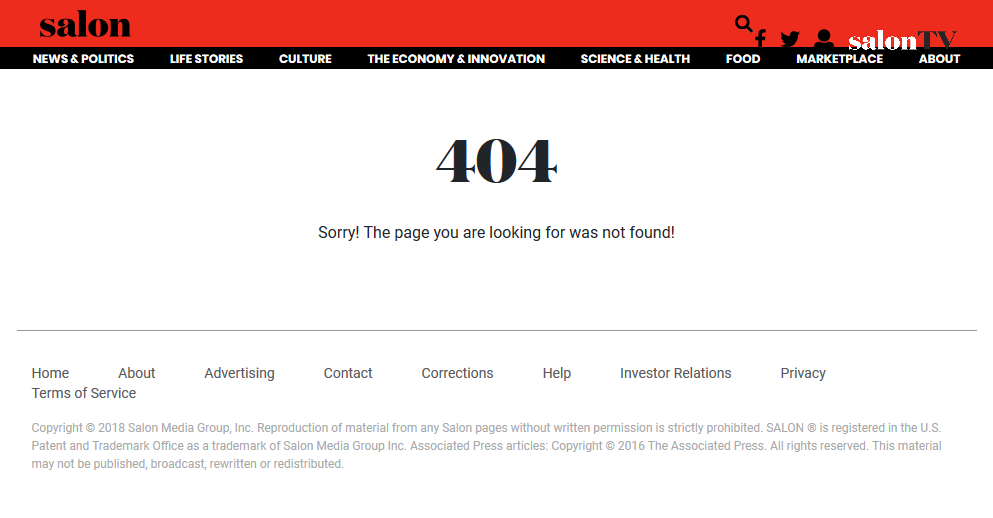 salon
salonTV
NEWS & POLITICS LIFE STORIES CULTURE THE ECONOMY & INNOVATION SCIENCE & HEALTH FOOD MARKETPLACE ABOUT
404
Sorry! The page you are looking for was not found!
Home About Advertising Contact Corrections Help Investor Relations Privacy
Terms of Service
Copyright © 2018 Salon Media Group, Inc. Reproduction of material from any Salon pages without written permission is strictly prohibited. SALON ® is registered in the U.S.
Patent and Trademark Office as a trademark of Salon Media Group Inc. Associated Press articles: Copyright © 2016 The Associated Press. All rights reserved. This material
may not be published, broadcast, rewritten or redistributed.